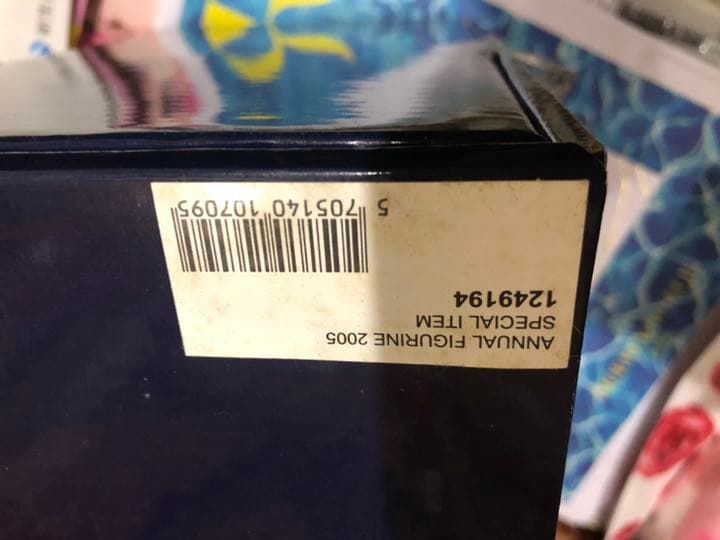 ANNUAL FIGURINE 2005
SPECIAL ITEM
1249194
5 705140 107095